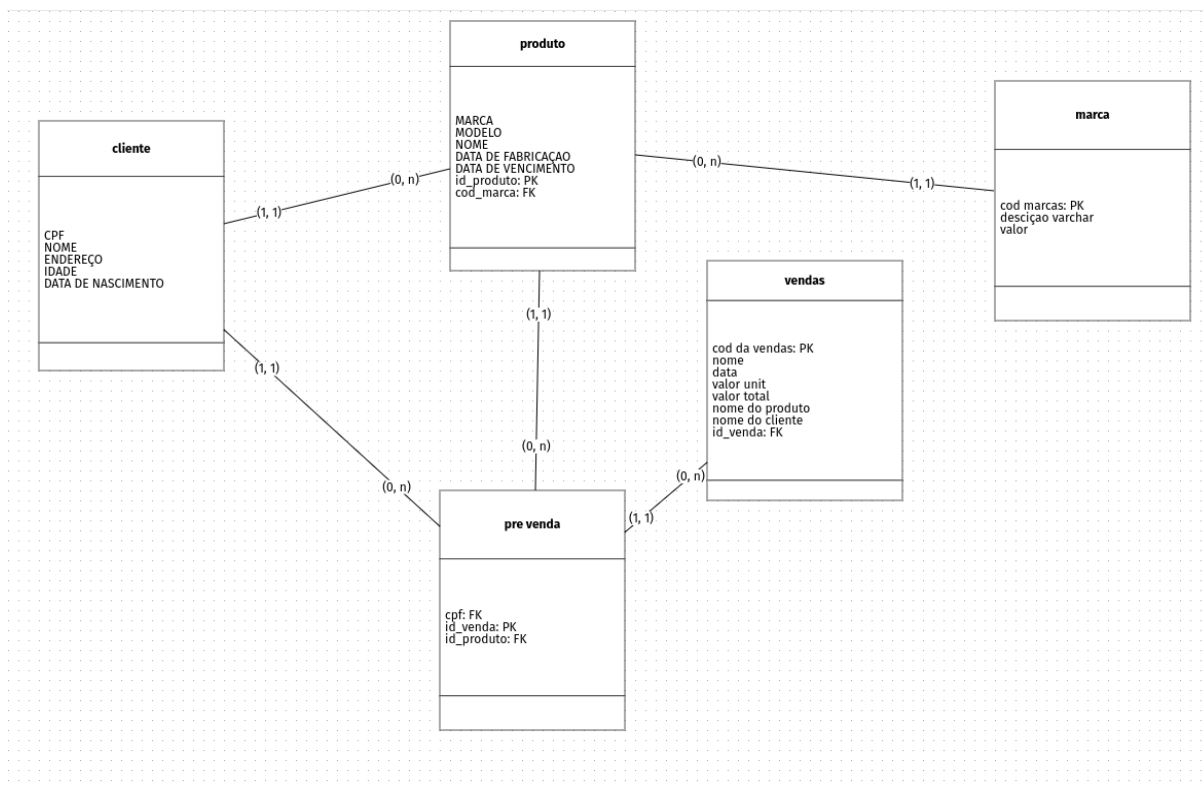 produto
MARCA
MODELO
NOME
DATA DE FABRICAÇAO
DATA DE VENCIMENTO
id_produto: PK
cod_marca: FK
marca
cod marcas: PK
desciçao varchar
valor
cliente
CPF
NOME
ENDEREÇO
IDADE
DATA DE NASCIMENTO
(0, n)
(1, 1)
(0, n)
(1, 1)
vendas
cod da vendas: PK
nome
data
valor unit
valor total
nome do produto
nome do cliente
id_venda: FK
(1, 1)
(0, n)
(1, 1)
(0, n)
(0, n)
(1, 1)
pre venda
cpf: FK
id_venda: PK
id_produto: FK